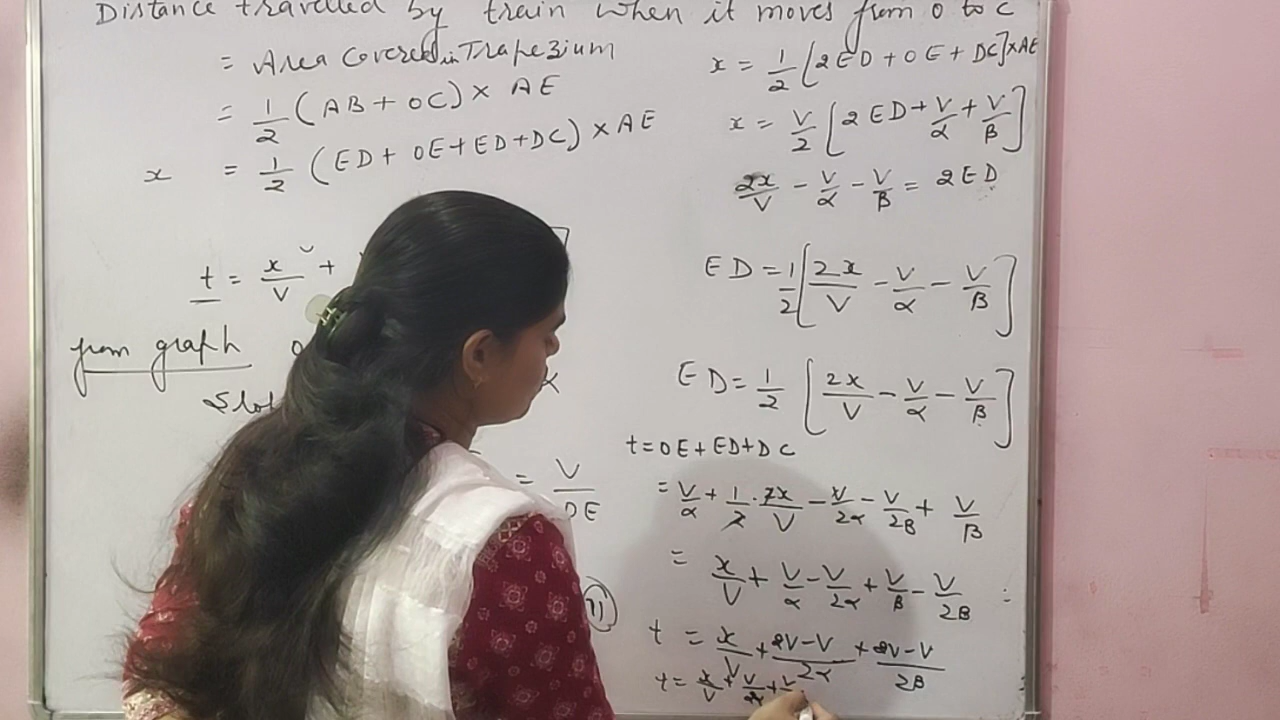 Distance travelled by train when it moves from O to C
= Area Covered in Trapezium
= 1/2 (AB + OC) × AE
x = 1/2 (ED + OE + ED + DC) × AE
t = x/V +
from graph
= V/OE
x = 1/2 [2ED + OE + DC] × AE
x = V/2 [2ED + V/α + V/β]
2x/V - V/α - V/β = 2ED
ED = 1/2 [2x/V - V/α - V/β]
ED = 1/2 [2x/V - V/α - V/β]
t = OE + ED + DC
= V/α + 1/2 · 2x/V - V/2α - V/2β + V/β
= x/V + V/α - V/2α + V/β - V/2β
t = x/V + 2V-V/2α + 2V-V/2β
t = x/V + V/2α + V